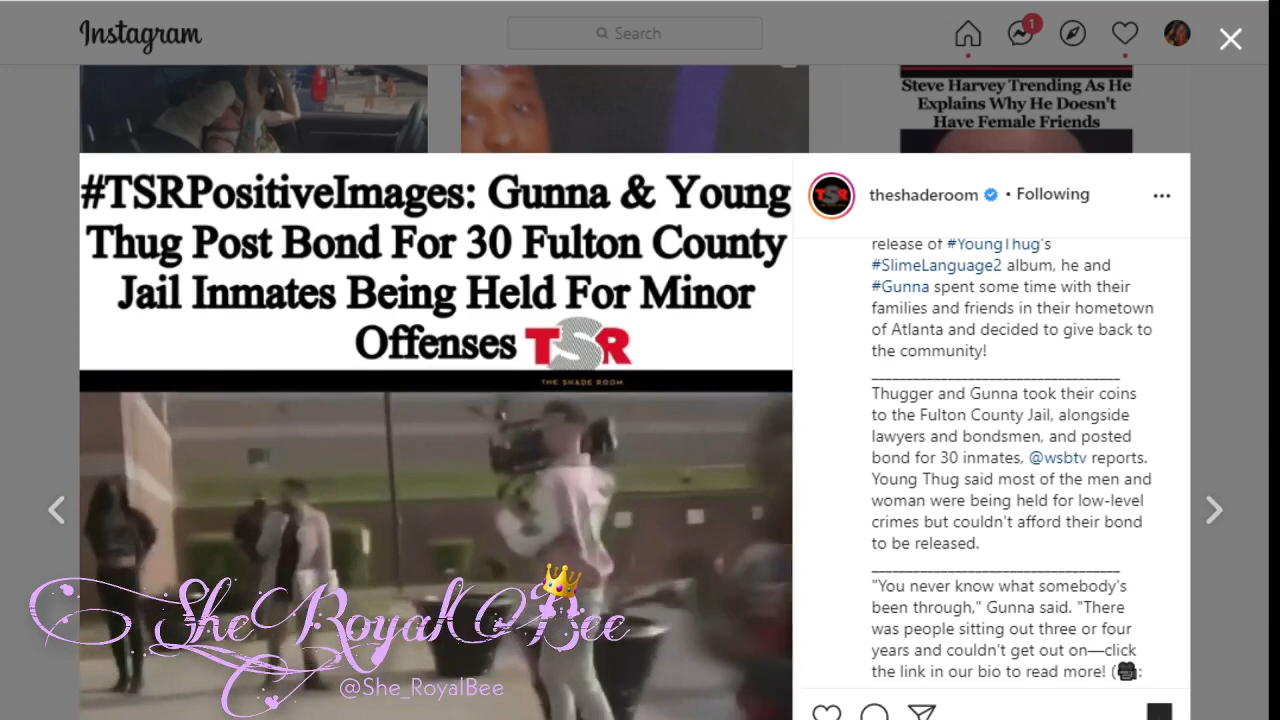 Instagram
Search
1
Steve Harvey Trending As He
Explains Why He Doesn't
Have Female Friends
#TSRPositiveImages: Gunna & Young
Thug Post Bond For 30 Fulton County
Jail Inmates Being Held For Minor
Offenses TSR
THE SHADE ROOM
TSR
theshaderoom • Following
release of #YoungThug's
#SlimeLanguage2 album, he and
#Gunna spent some time with their
families and friends in their hometown
of Atlanta and decided to give back to
the community!
___________________________________
Thugger and Gunna took their coins
to the Fulton County Jail, alongside
lawyers and bondsmen, and posted
bond for 30 inmates, @wsbtv reports.
Young Thug said most of the men and
woman were being held for low-level
crimes but couldn't afford their bond
to be released.
___________________________________
"You never know what somebody's
been through," Gunna said. "There
was people sitting out three or four
years and couldn't get out on—click
the link in our bio to read more! (🎥:
SheRoyalBee
@She_RoyalBee